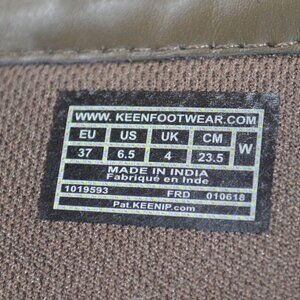 WWW.KEENFOOTWEAR.COM
EU US UK CM W
37 6.5 4 23.5
MADE IN INDIA
Fabriqué en Inde
1019593 FRD 010618
Pat.KEENIP.com